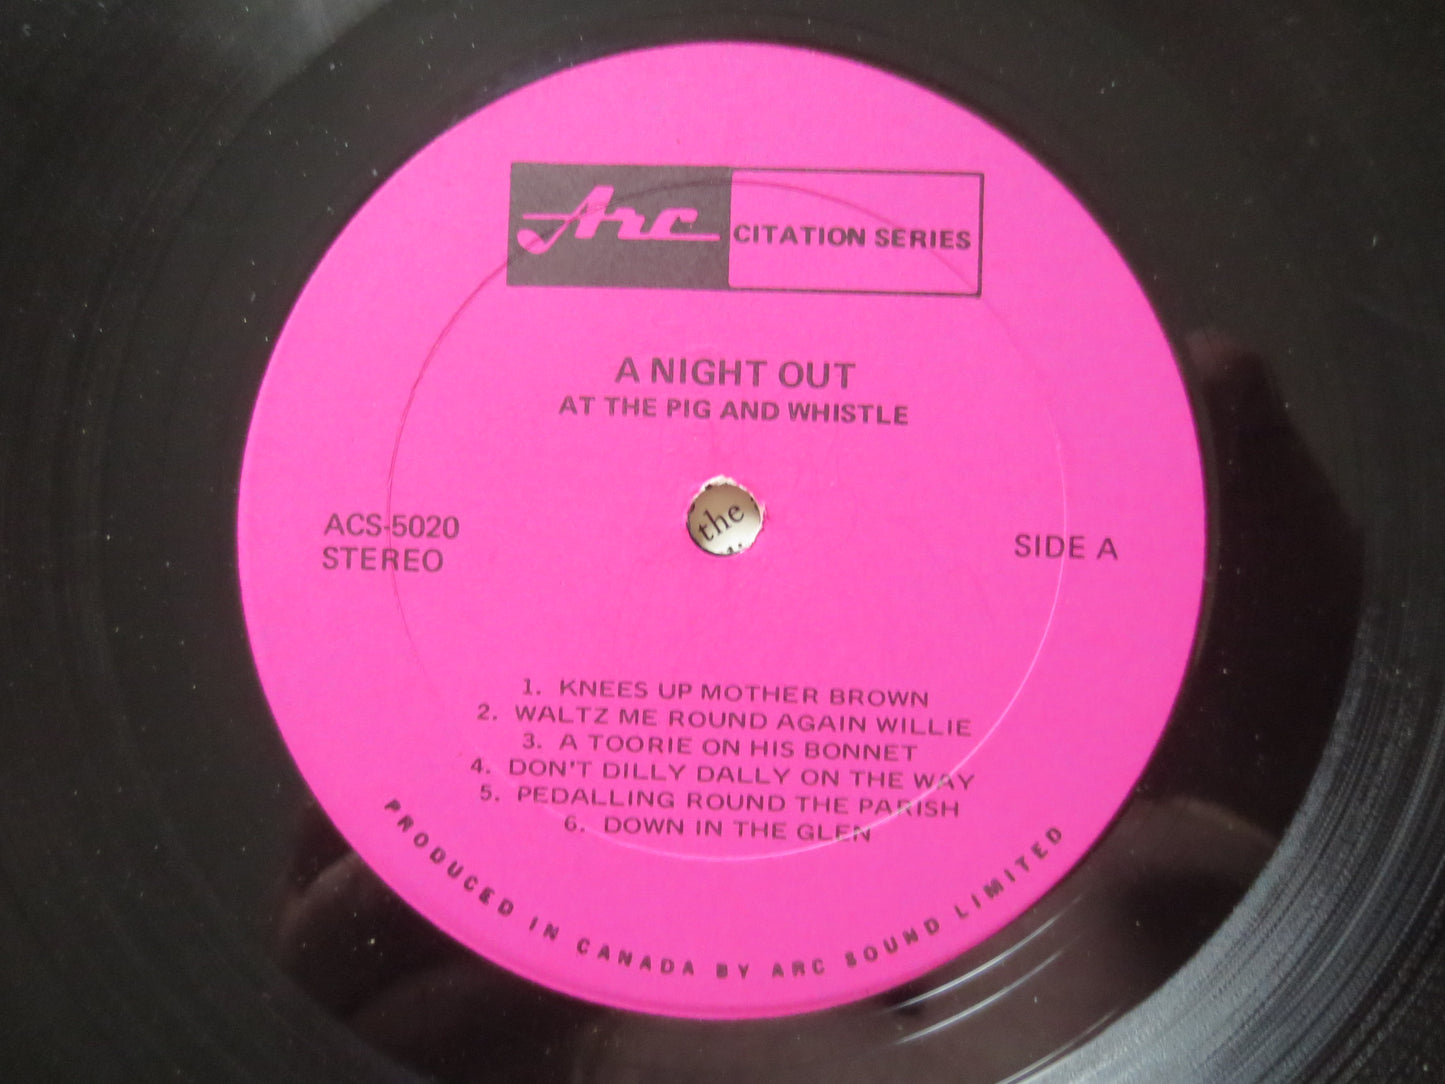 Arc CITATION SERIES
A NIGHT OUT
AT THE PIG AND WHISTLE
ACS-5020
STEREO
the
SIDE A
1. KNEES UP MOTHER BROWN
2. WALTZ ME ROUND AGAIN WILLIE
3. A TOORIE ON HIS BONNET
4. DON'T DILLY DALLY ON THE WAY
5. PEDALLING ROUND THE PARISH
6. DOWN IN THE GLEN
PRODUCED IN CANADA BY ARC SOUND LIMITED